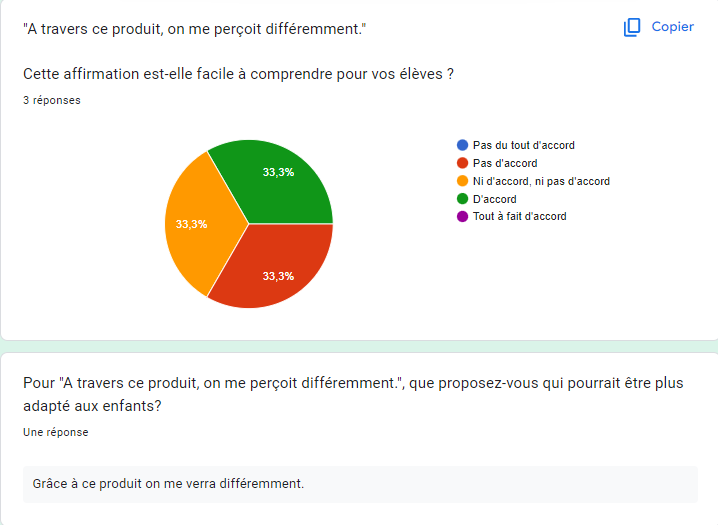 "A travers ce produit, on me perçoit différemment."
Copier
Cette affirmation est-elle facile à comprendre pour vos élèves ?
3 réponses
33,3%
33,3%
33,3%
Pas du tout d'accord
Pas d'accord
Ni d'accord, ni pas d'accord
D'accord
Tout à fait d'accord
Pour "A travers ce produit, on me perçoit différemment.", que proposez-vous qui pourrait être plus
adapté aux enfants?
Une réponse
Grâce à ce produit on me verra différemment.